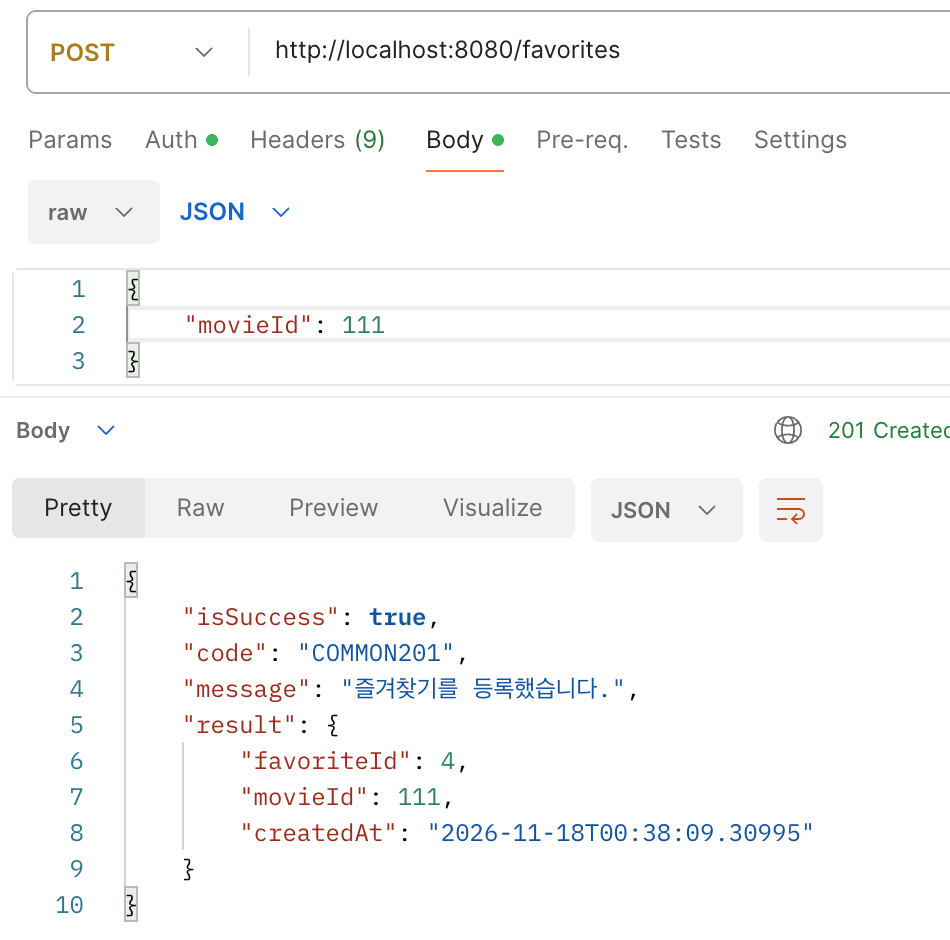 POST http://localhost:8080/favorites
Params Auth Headers (9) Body Pre-req. Tests Settings
raw JSON
1 {
2 "movieId": 111
3 }
Body 201 Created
Pretty Raw Preview Visualize JSON
1 {
2 "isSuccess": true,
3 "code": "COMMON201",
4 "message": "즐겨찾기를 등록했습니다.",
5 "result": {
6 "favoriteId": 4,
7 "movieId": 111,
8 "createdAt": "2026-11-18T00:38:09.30995"
9 }
10 }